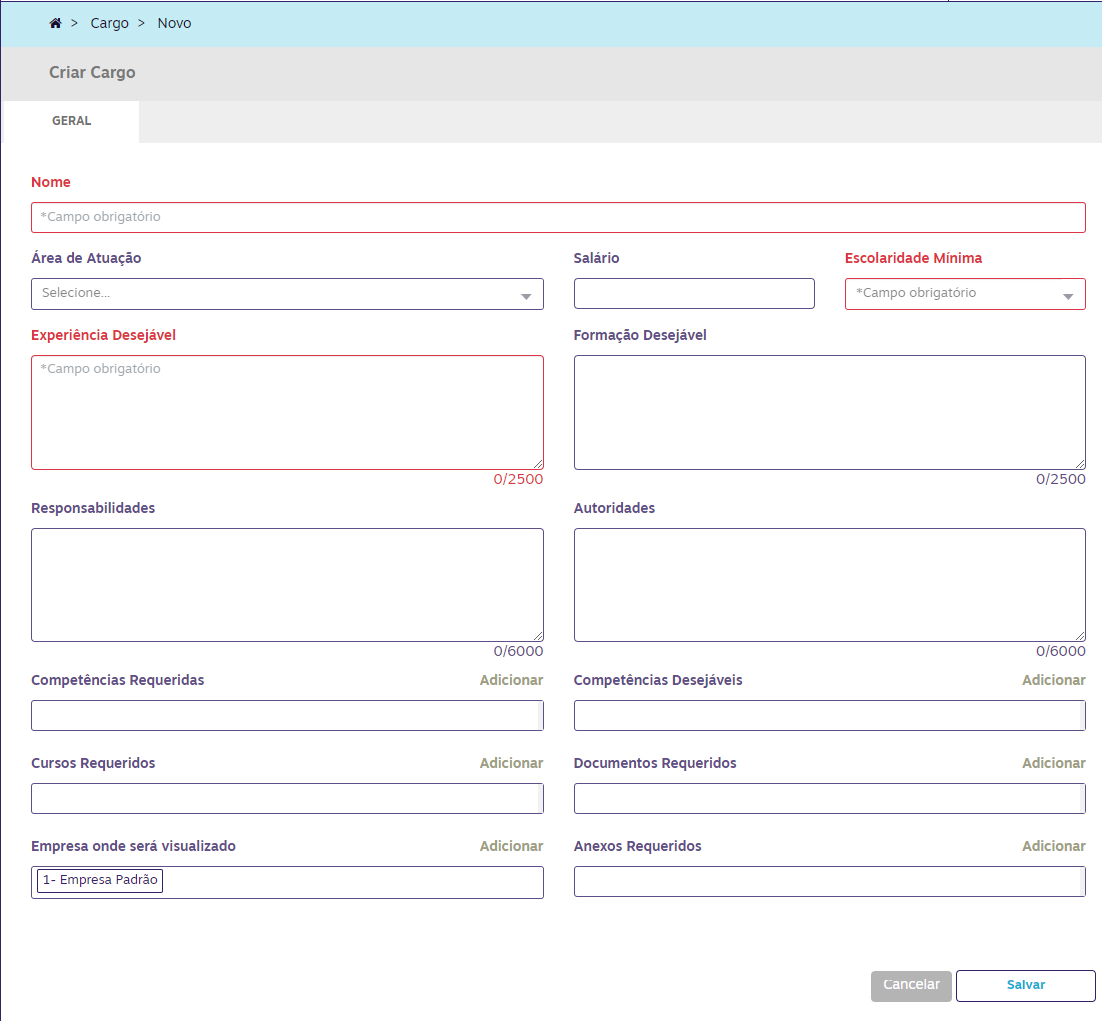 > Cargo > Novo
Criar Cargo
GERAL
Nome
*Campo obrigatório
Área de Atuação Salário Escolaridade Mínima
Selecione... *Campo obrigatório
Experiência Desejável Formação Desejável
*Campo obrigatório
0/2500 0/2500
Responsabilidades Autoridades
0/6000 0/6000
Competências Requeridas Adicionar Competências Desejáveis Adicionar
Cursos Requeridos Adicionar Documentos Requeridos Adicionar
Empresa onde será visualizado Adicionar Anexos Requeridos Adicionar
1- Empresa Padrão
Cancelar Salvar